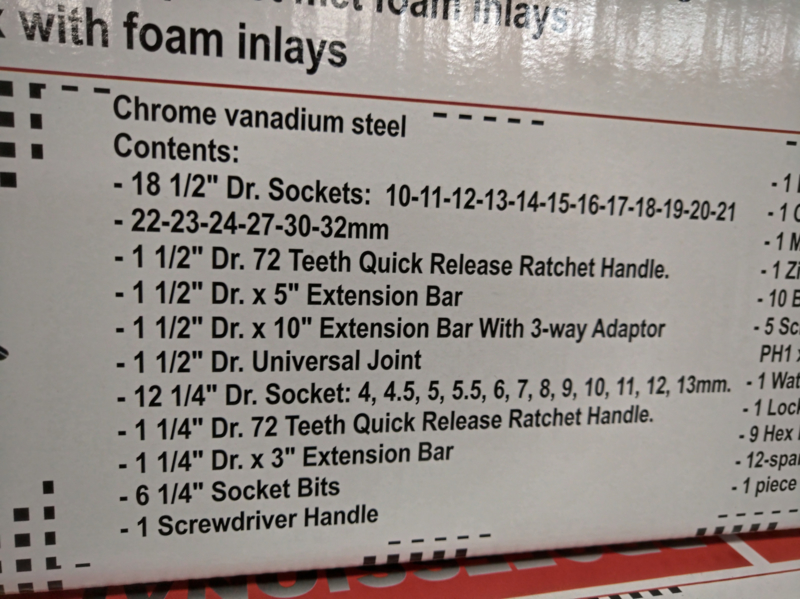 foam inlays
with foam inlays
Chrome vanadium steel
Contents:
- 18 1/2" Dr. Sockets: 10-11-12-13-14-15-16-17-18-19-20-21
- 22-23-24-27-30-32mm
- 1 1/2" Dr. 72 Teeth Quick Release Ratchet Handle.
- 1 1/2" Dr. x 5" Extension Bar
- 1 1/2" Dr. x 10" Extension Bar With 3-way Adaptor
- 1 1/2" Dr. Universal Joint
- 12 1/4" Dr. Socket: 4, 4.5, 5, 5.5, 6, 7, 8, 9, 10, 11, 12, 13mm.
- 1 1/4" Dr. 72 Teeth Quick Release Ratchet Handle.
- 1 1/4" Dr. x 3" Extension Bar
- 6 1/4" Socket Bits
- 1 Screwdriver Handle
- 1
- 1
- 1
- 1
- 10
- 5
PH1 x
- 1
- 1
- 9 Hex
-
- 1 piece